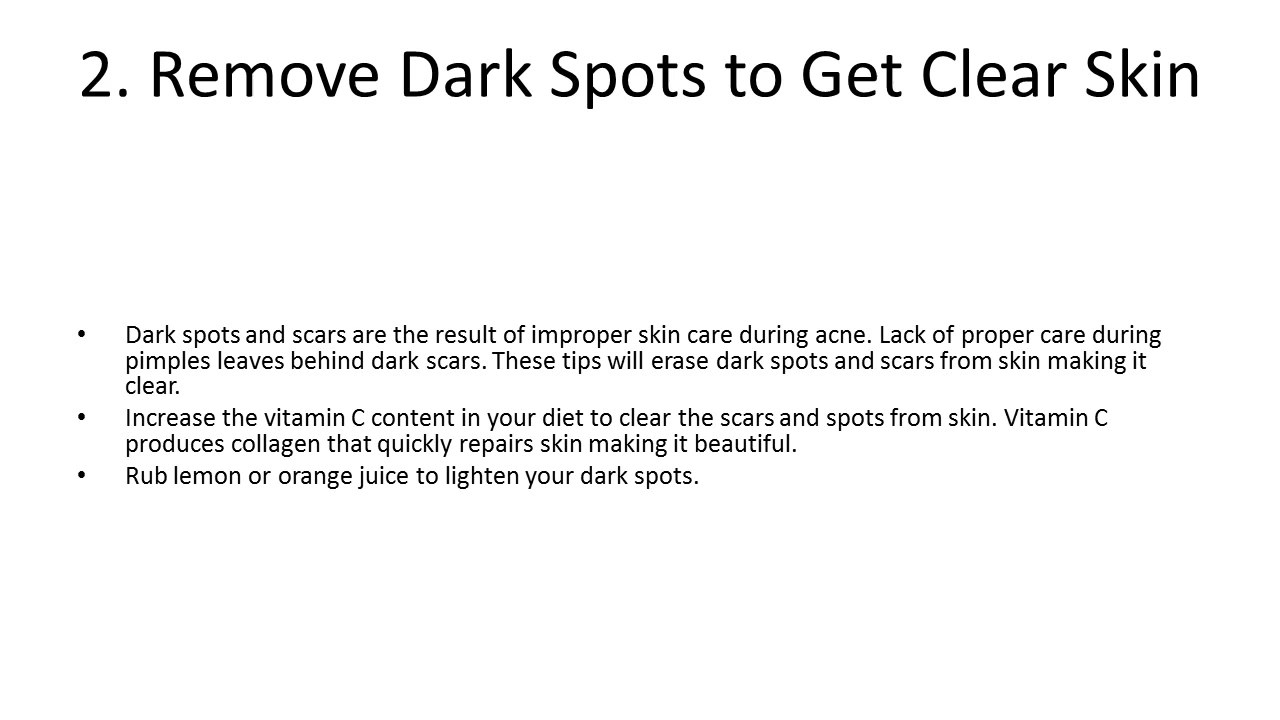 2. Remove Dark Spots to Get Clear Skin
• Dark spots and scars are the result of improper skin care during acne. Lack of proper care during
pimples leaves behind dark scars. These tips will erase dark spots and scars from skin making it
clear.
• Increase the vitamin C content in your diet to clear the scars and spots from skin. Vitamin C
produces collagen that quickly repairs skin making it beautiful.
• Rub lemon or orange juice to lighten your dark spots.